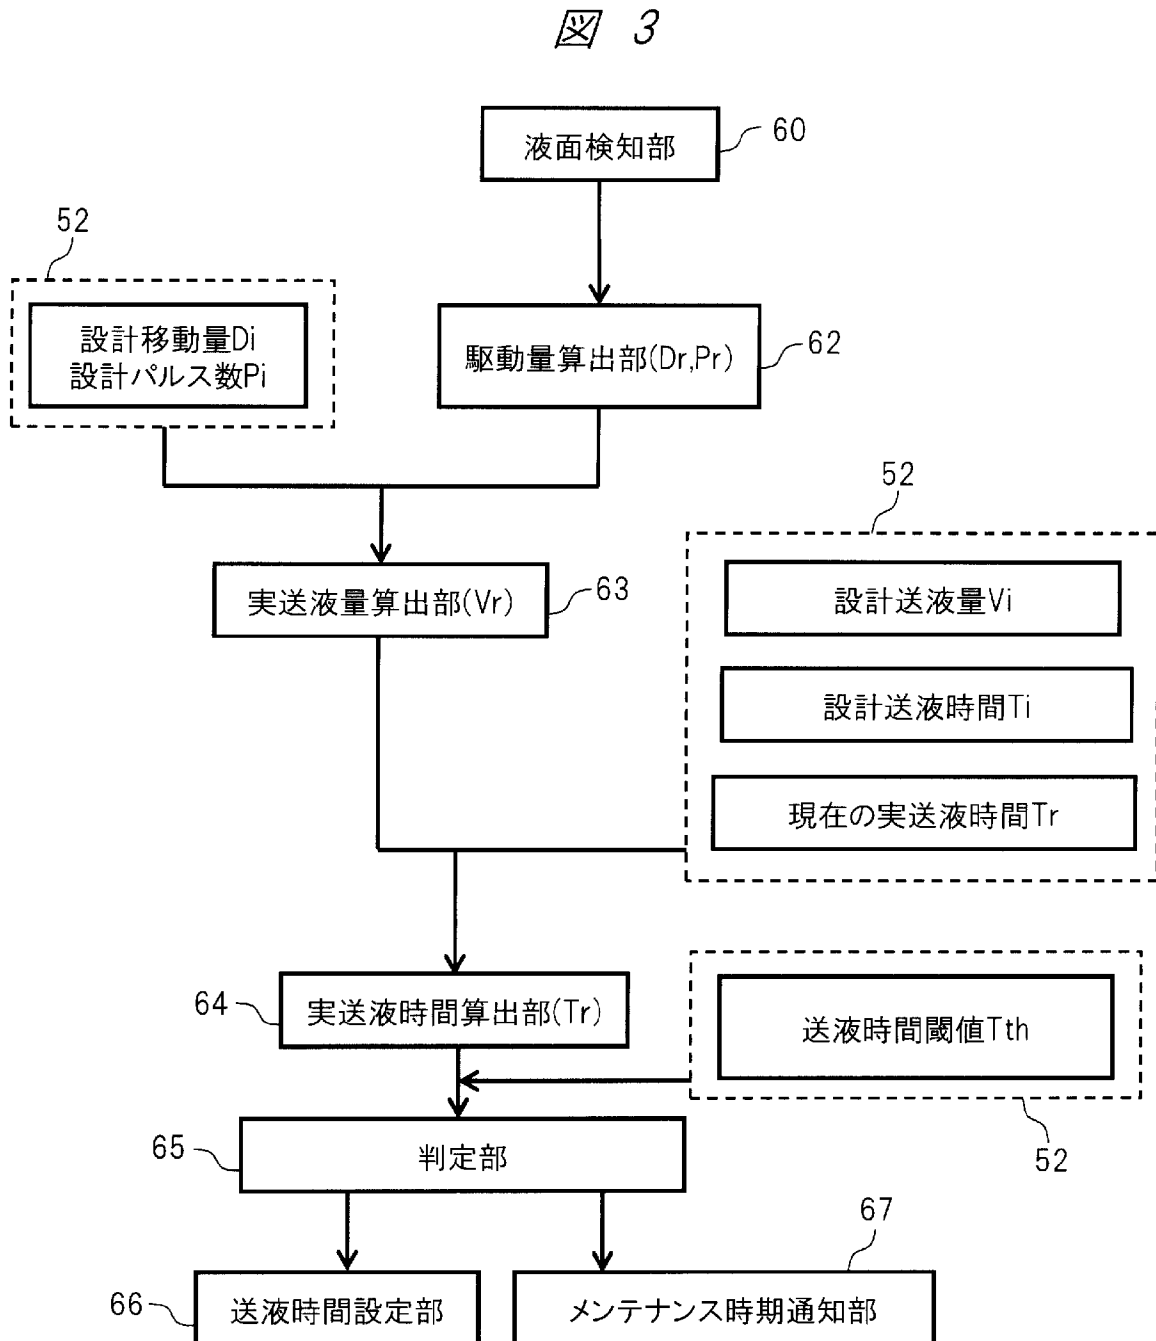 図 3
液面検知部
60
52
設計移動量Di
設計パルス数Pi
駆動量算出部(Dr,Pr)
62
実送液量算出部(Vr)
63
52
設計送液量Vi
設計送液時間Ti
現在の実送液時間Tr
64
実送液時間算出部(Tr)
送液時間閾値Tth
52
65
判定部
66
送液時間設定部
67
メンテナンス時期通知部